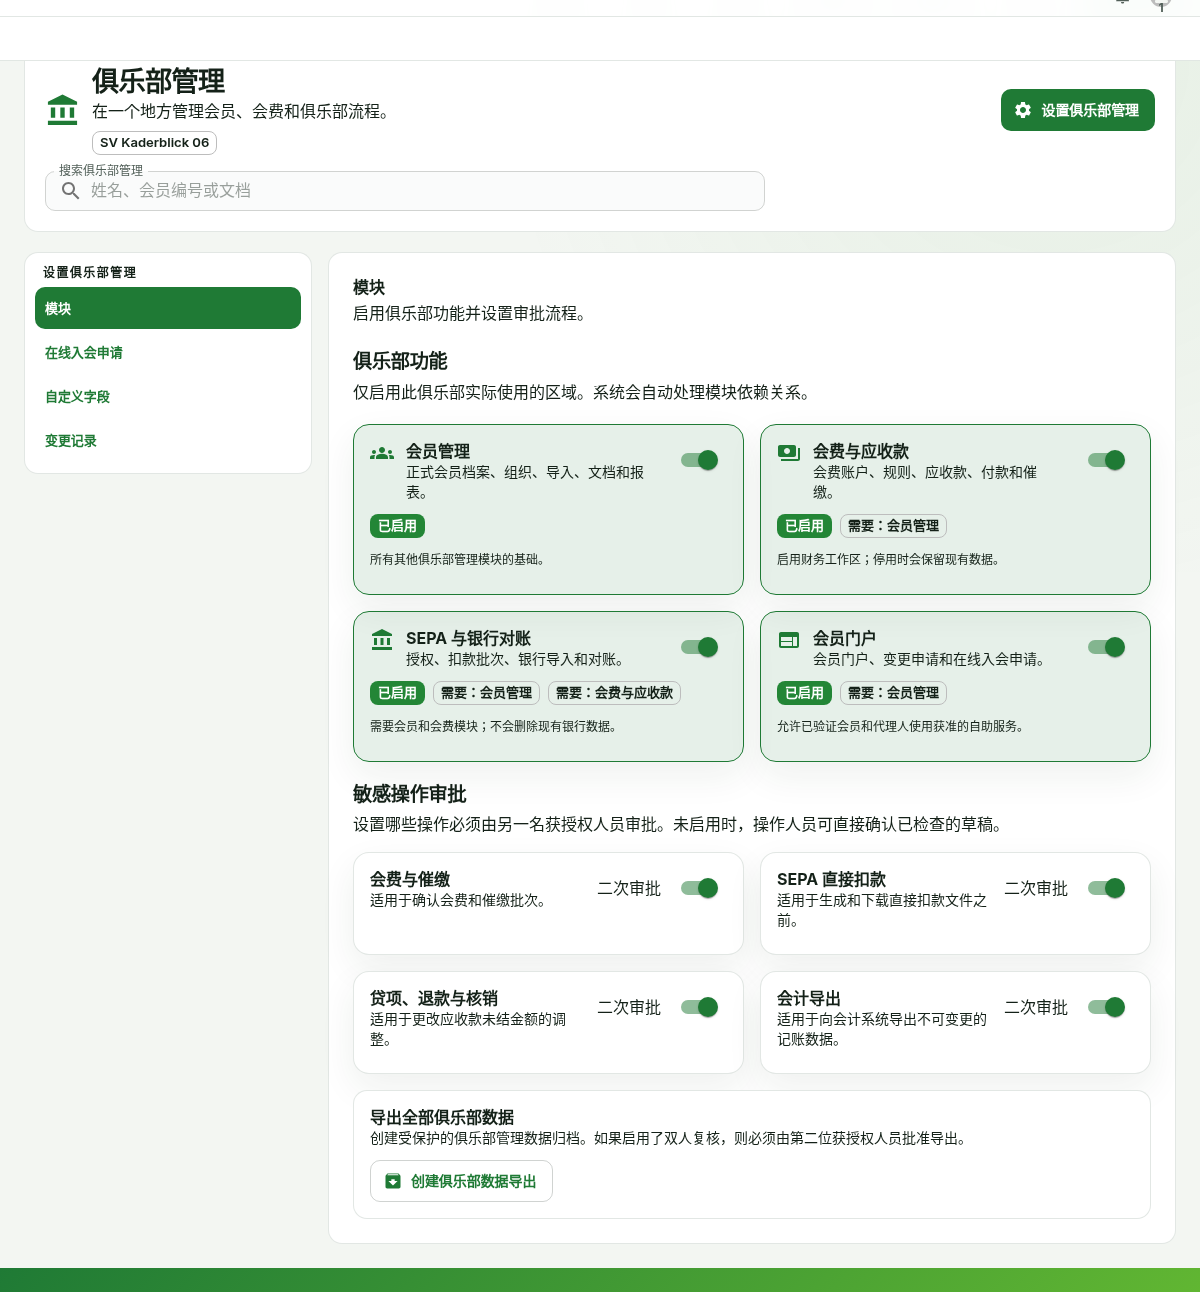 1
俱乐部管理
在一个地方管理会员、会费和俱乐部流程。
SV Kaderblick 06
设置俱乐部管理
搜索俱乐部管理
姓名、会员编号或文档
设置俱乐部管理
模块
在线入会申请
自定义字段
变更记录
模块
启用俱乐部功能并设置审批流程。
俱乐部功能
仅启用此俱乐部实际使用的区域。系统会自动处理模块依赖关系。
会员管理
正式会员档案、组织、导入、文档和报
表。
已启用
所有其他俱乐部管理模块的基础。
会费与应收款
会费账户、规则、应收款、付款和催
缴。
已启用 需要：会员管理
启用财务工作区；停用时会保留现有数据。
SEPA 与银行对账
授权、扣款批次、银行导入和对账。
已启用 需要：会员管理 需要：会费与应收款
需要会员和会费模块；不会删除现有银行数据。
会员门户
会员门户、变更申请和在线入会申请。
已启用 需要：会员管理
允许已验证会员和代理人使用获准的自助服务。
敏感操作审批
设置哪些操作必须由另一名获授权人员审批。未启用时，操作人员可直接确认已检查的草稿。
会费与催缴
适用于确认会费和催缴批次。
二次审批
SEPA 直接扣款
适用于生成和下载直接扣款文件之
前。
二次审批
贷项、退款与核销
适用于更改应收款未结金额的调
整。
二次审批
会计导出
适用于向会计系统导出不可变更的
记账数据。
二次审批
导出全部俱乐部数据
创建受保护的俱乐部管理数据归档。如果启用了双人复核，则必须由第二位获授权人员批准导出。
创建俱乐部数据导出